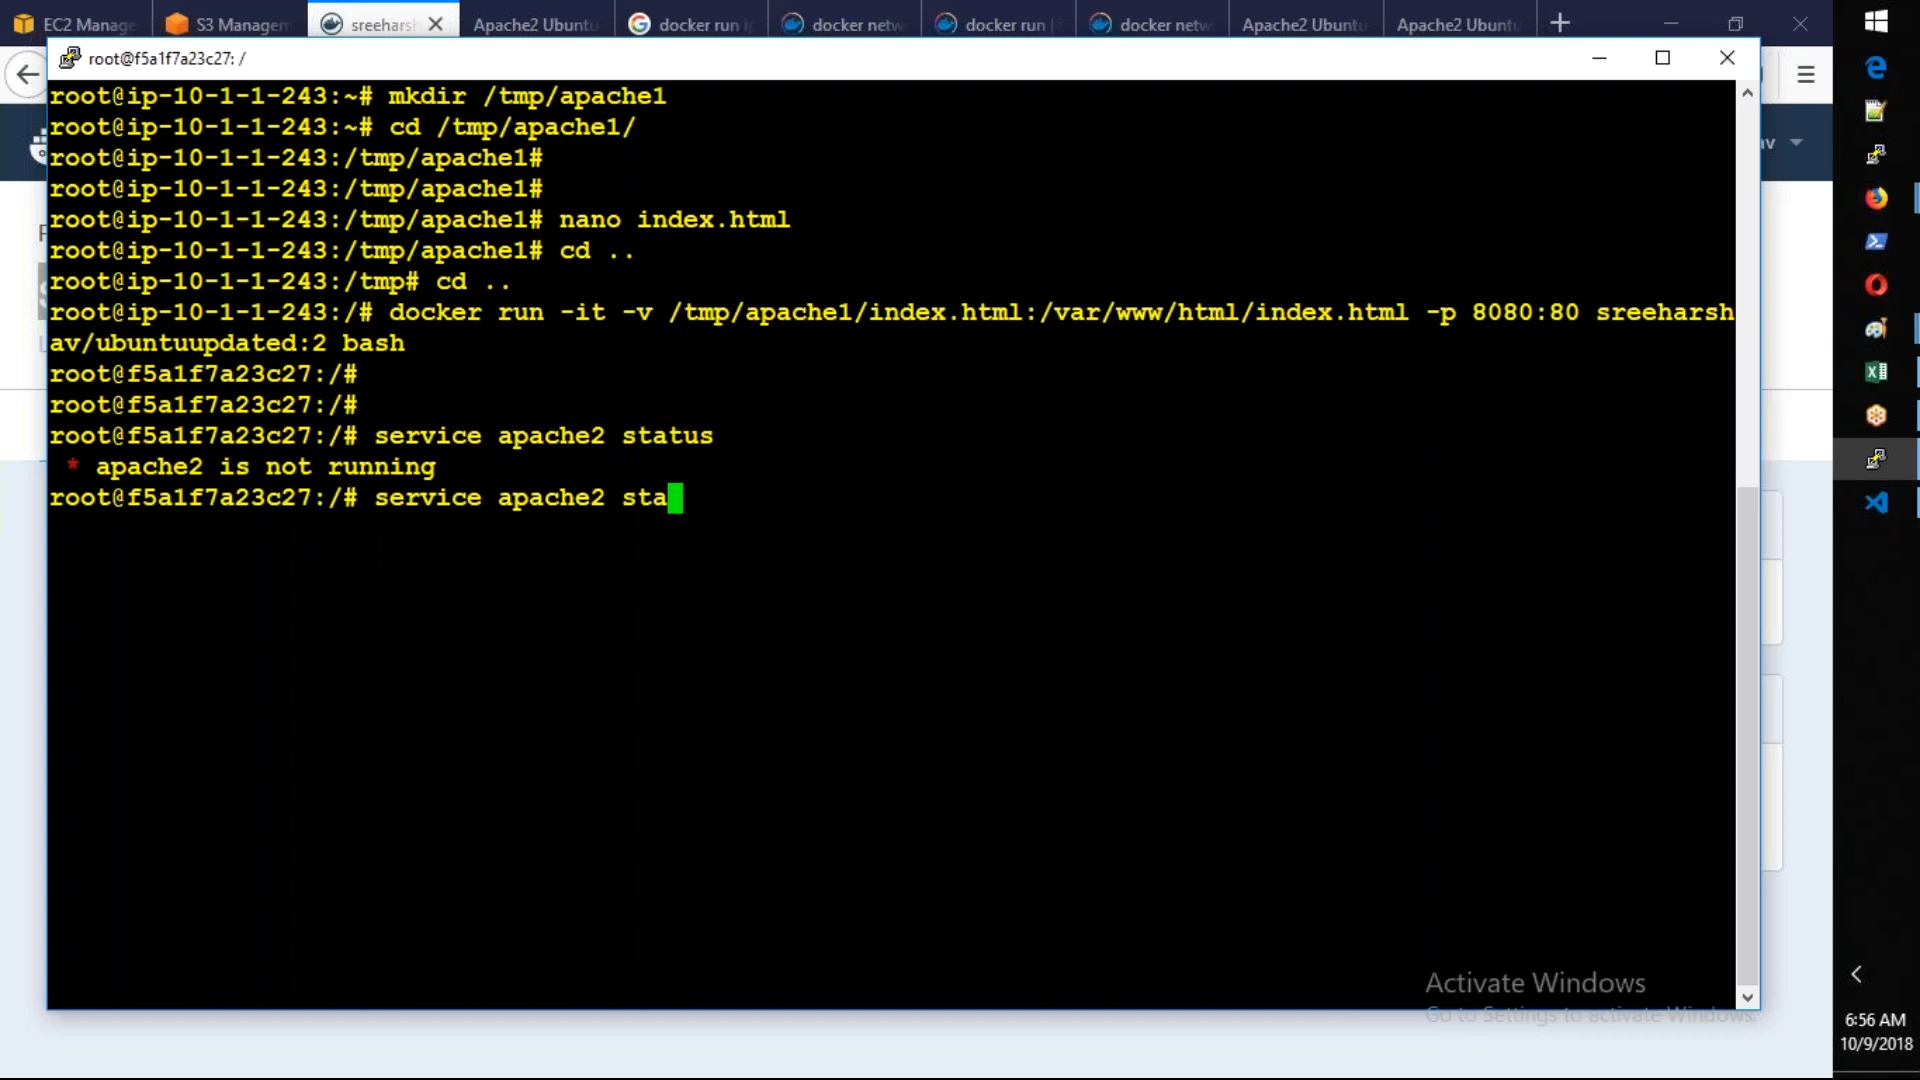 EC2 Manage
S3 Managem
sreehars
Apache2 Ubunt
docker run i
docker netw
docker run |
docker netw
Apache2 Ubuntu
Apache2 Ubuntu
root@f5a1f7a23c27: /
root@ip-10-1-1-243:~# mkdir /tmp/apache1
root@ip-10-1-1-243:~# cd /tmp/apache1/
root@ip-10-1-1-243:/tmp/apache1#
root@ip-10-1-1-243:/tmp/apache1#
root@ip-10-1-1-243:/tmp/apache1# nano index.html
root@ip-10-1-1-243:/tmp/apache1# cd ..
root@ip-10-1-1-243:/tmp# cd ..
root@ip-10-1-1-243:/# docker run -it -v /tmp/apache1/index.html:/var/www/html/index.html -p 8080:80 sreeharsh
av/ubuntuupdated:2 bash
root@f5a1f7a23c27:/#
root@f5a1f7a23c27:/#
root@f5a1f7a23c27:/# service apache2 status
* apache2 is not running
root@f5a1f7a23c27:/# service apache2 sta
Activate Windows
Go to Settings to activate Windows.
6:56 AM
10/9/2018